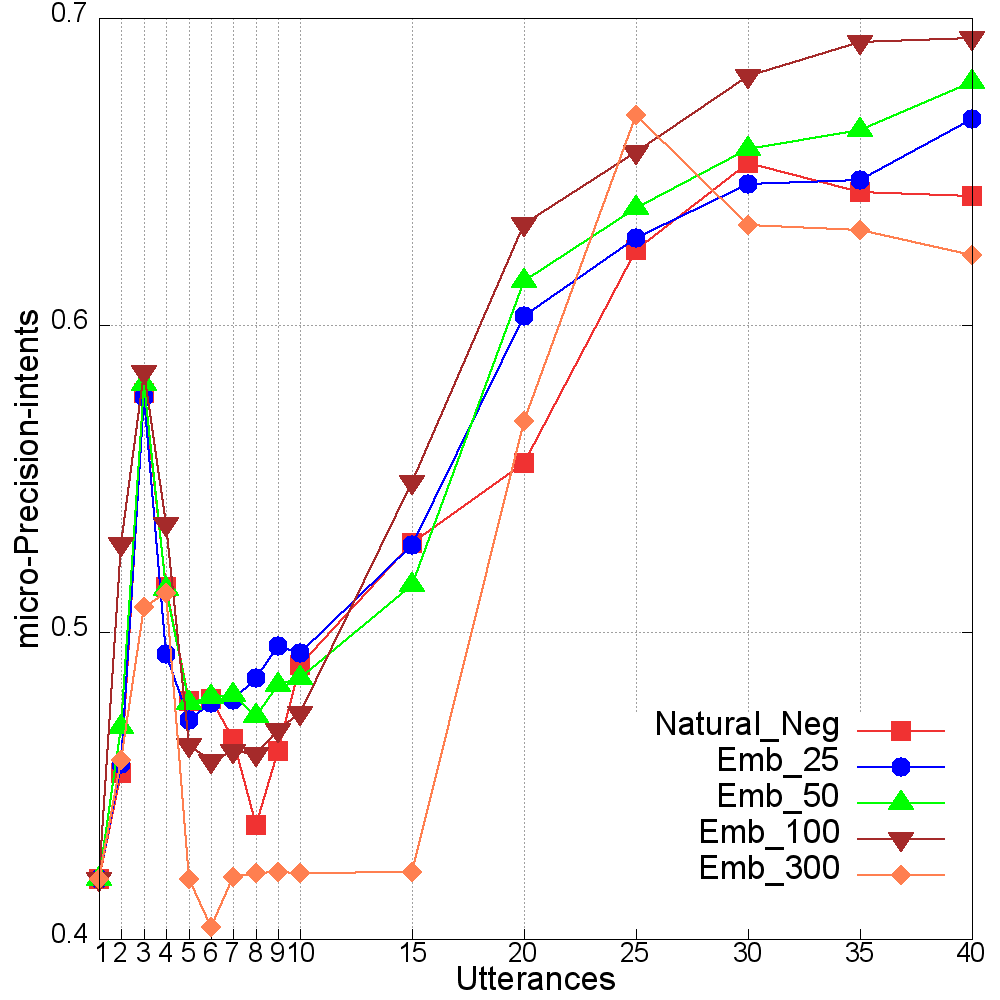 0.7
0.6
0.5
0.4
micro-Precision-intents
1 2 3 4 5 6 7 8 9 10 15 20 25 30 35 40
Utterances
Natural_Neg
Emb_25
Emb_50
Emb_100
Emb_300